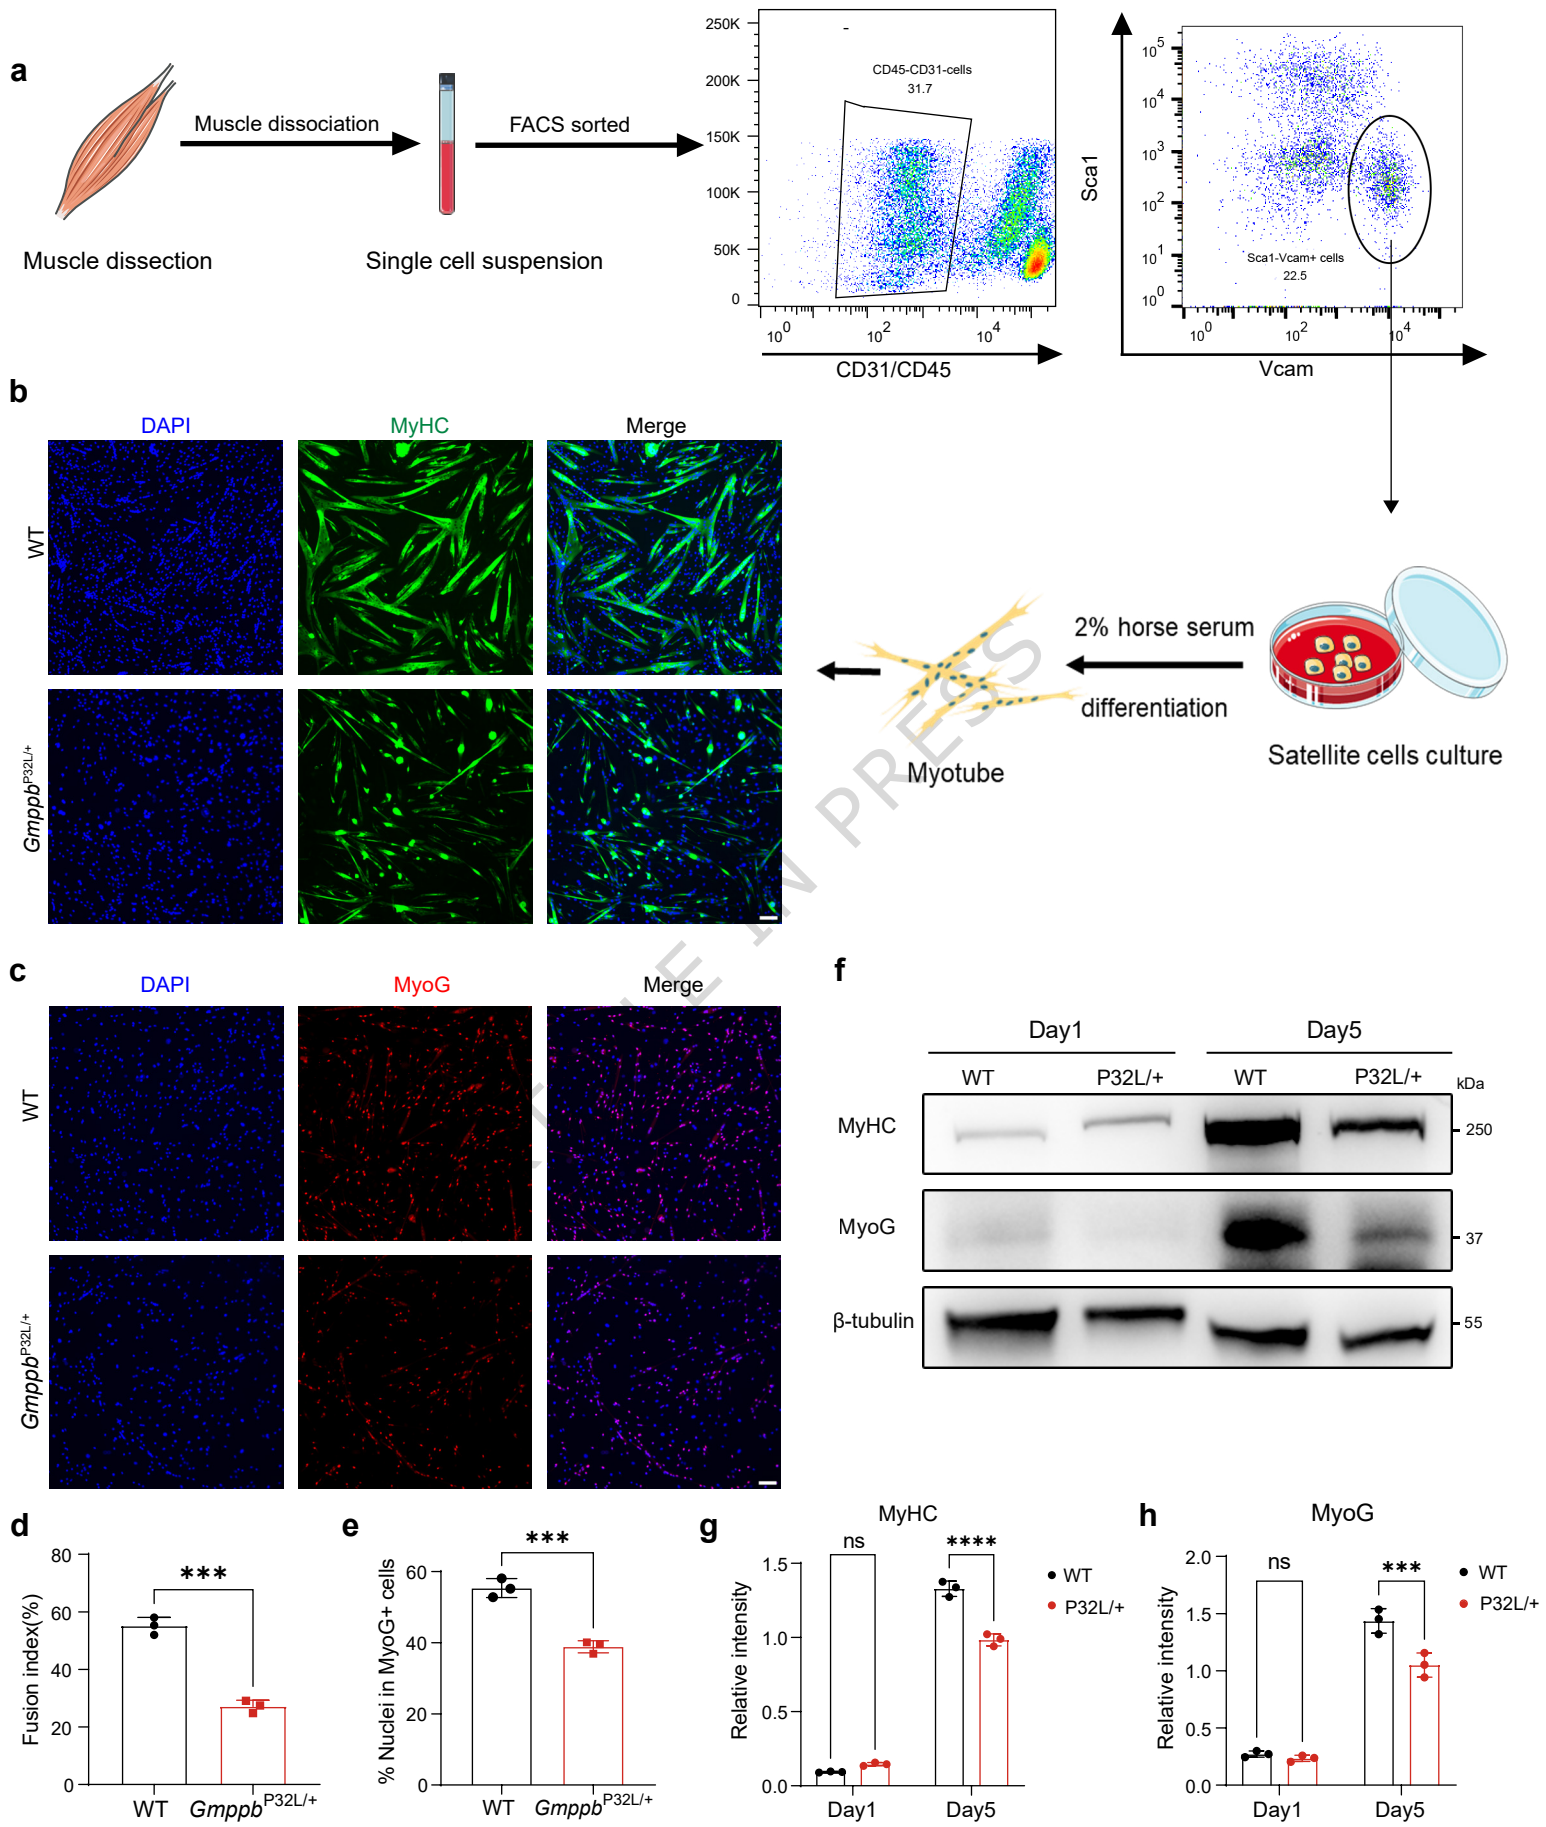 a
Muscle dissection
Muscle dissociation
Single cell suspension
FACS sorted
250K
200K
150K
100K
50K
0
-
CD45-CD31-cells
31.7
10^0
10^2
10^4
CD31/CD45
Sca1
10^5
10^4
10^3
10^2
10^1
10^0
Sca1-Vcam+ cells
22.5
10^0
10^2
10^4
Vcam
b
DAPI
MyHC
Merge
WT
Gmppb^P32L/+
Myotube
2% horse serum
differentiation
Satellite cells culture
IN PRESS
c
DAPI
MyoG
Merge
WT
Gmppb^P32L/+
f
Day1
Day5
WT
P32L/+
WT
P32L/+
kDa
MyHC
250
MyoG
37
β-tubulin
55
d
Fusion index(%)
80
60
40
20
0
***
WT
Gmppb^P32L/+
e
% Nuclei in MyoG+ cells
60
40
20
0
***
WT
Gmppb^P32L/+
g
MyHC
Relative intensity
1.5
1.0
0.5
0.0
ns
****
Day1
Day5
WT
P32L/+
h
MyoG
Relative intensity
2.0
1.5
1.0
0.5
0.0
ns
***
Day1
Day5
WT
P32L/+